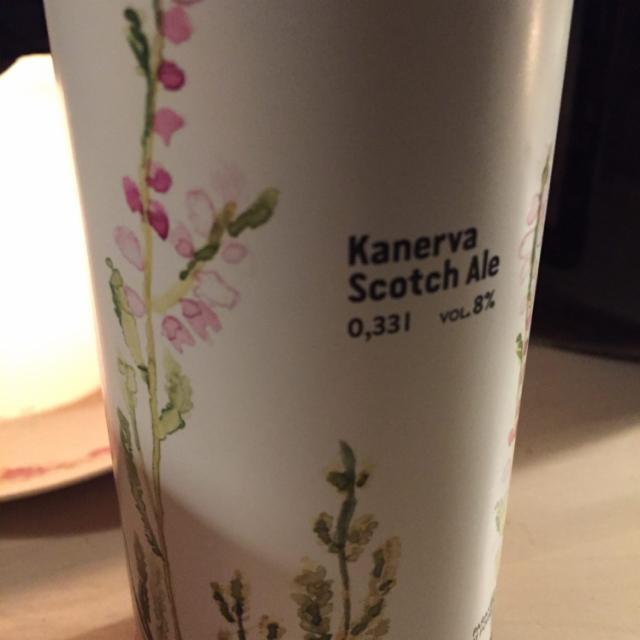 Kanerva
Scotch Ale
0,33l VOL.8%